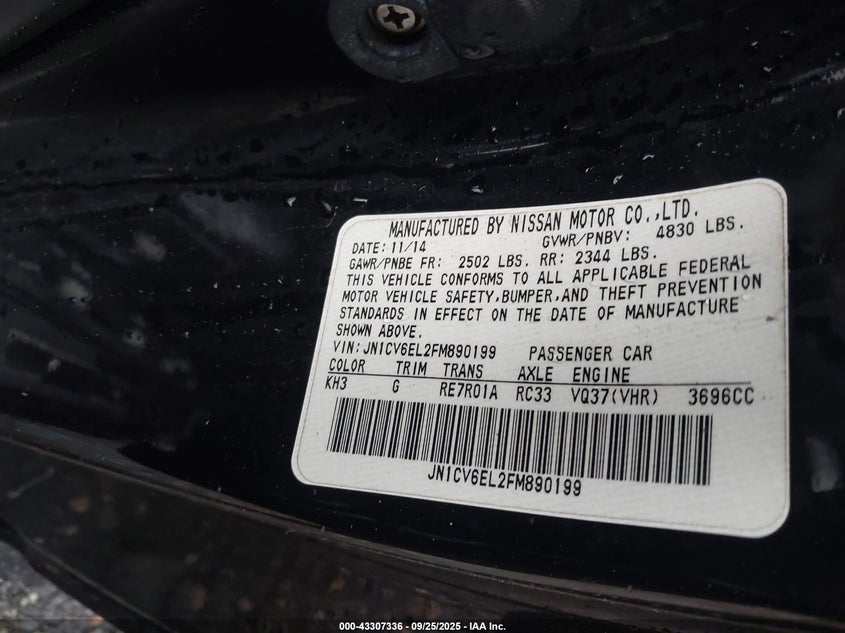 MANUFACTURED BY NISSAN MOTOR CO.,LTD.
DATE: 11/14 GVWR/PNBV: 4830 LBS.
GAWR/PNBE FR: 2502 LBS. RR: 2344 LBS.
THIS VEHICLE CONFORMS TO ALL APPLICABLE FEDERAL
MOTOR VEHICLE SAFETY,BUMPER,AND THEFT PREVENTION
STANDARDS IN EFFECT ON THE DATE OF MANUFACTURE
SHOWN ABOVE.
VIN:JN1CV6EL2FM890199 PASSENGER CAR
COLOR TRIM TRANS AXLE ENGINE
KH3 G RE7R01A RC33 VQ37(VHR) 3696CC
JN1CV6EL2FM890199
000-43307336 - 09/25/2025 - IAA Inc.